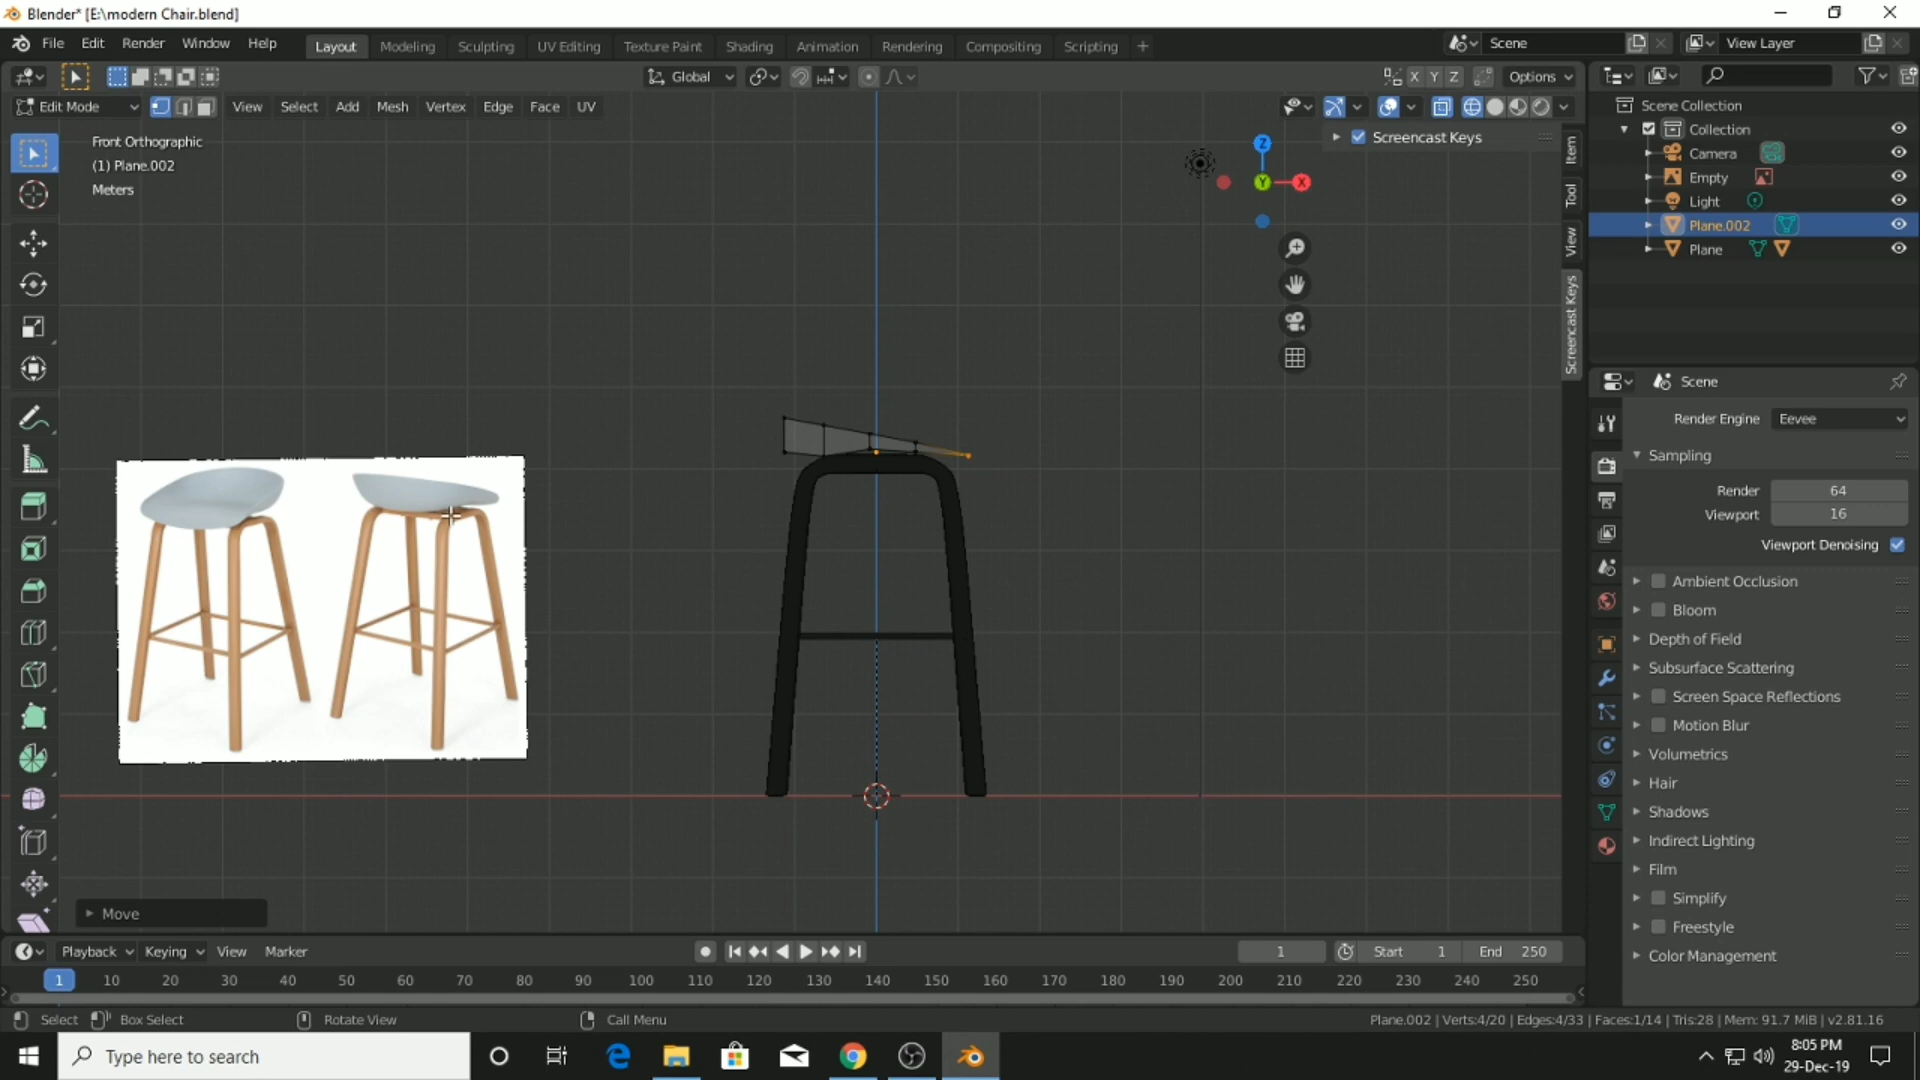 Blender* [E:\modern Chair.blend]
File Edit Render Window Help Layout Modeling Sculpting UV Editing Texture Paint Shading Animation Rendering Compositing Scripting + Scene View Layer
Global X Y Z Options
Edit Mode View Select Add Mesh Vertex Edge Face UV
Scene Collection
Collection
Camera
Empty
Light
Plane.002
Plane
Front Orthographic
(1) Plane.002
Meters
Screencast Keys
Z
Y
X
Item
Tool
View
Screencast Keys
Scene
Render Engine Eevee
Sampling
Render 64
Viewport 16
Viewport Denoising
Ambient Occlusion
Bloom
Depth of Field
Subsurface Scattering
Screen Space Reflections
Motion Blur
Volumetrics
Hair
Shadows
Indirect Lighting
Film
Simplify
Freestyle
Color Management
Move
Playback Keying View Marker 1 Start 1 End 250
1 10 20 30 40 50 60 70 80 90 100 110 120 130 140 150 160 170 180 190 200 210 220 230 240 250
Select Box Select Rotate View Call Menu Plane.002 | Verts:4/20 | Edges:4/33 | Faces:1/14 | Tris:28 | Mem: 91.7 MiB | v2.81.16
Type here to search
8:05 PM
29-Dec-19